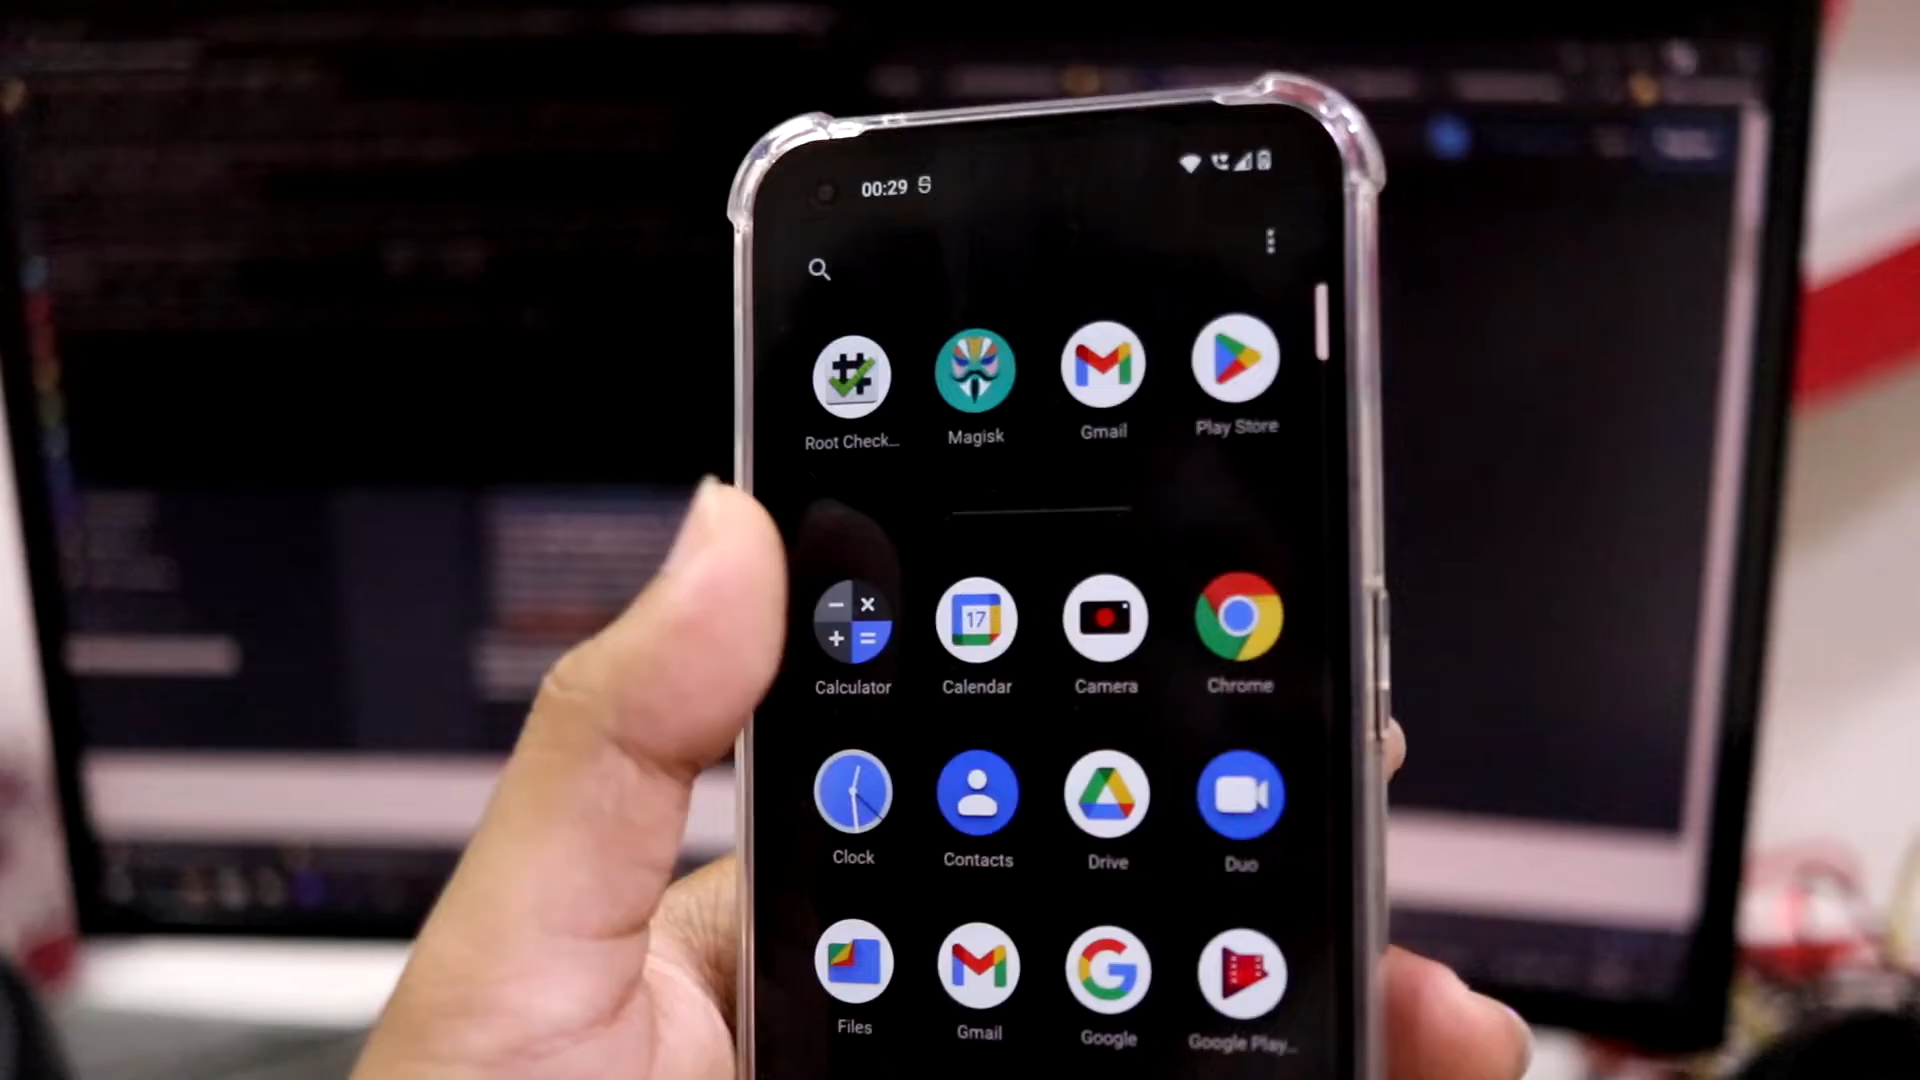 00:29
Root Check...
Magisk
Gmail
Play Store
Calculator
17
Calendar
Camera
Chrome
Clock
Contacts
Drive
Duo
Files
Gmail
Google
Google Play...